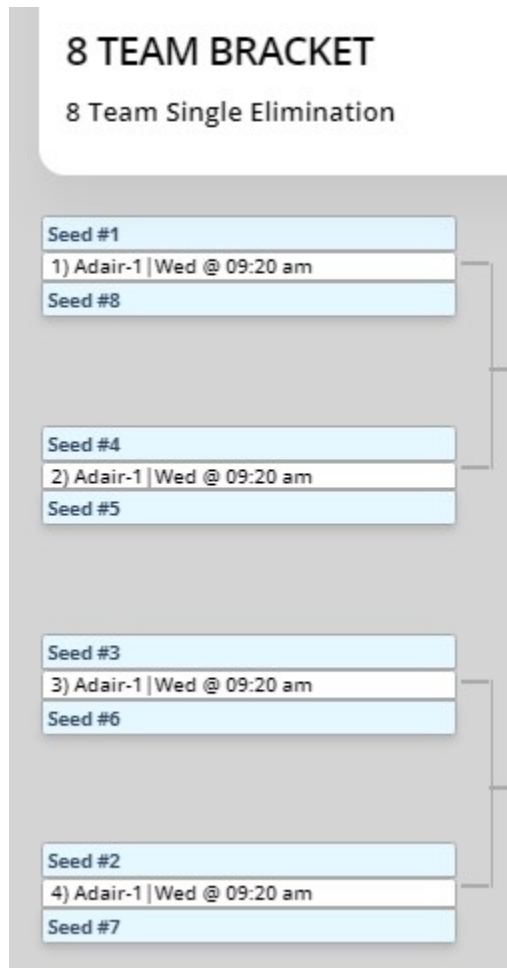 8 TEAM BRACKET
8 Team Single Elimination
Seed #1
1) Adair-1|Wed @ 09:20 am
Seed #8
Seed #4
2) Adair-1|Wed @ 09:20 am
Seed #5
Seed #3
3) Adair-1|Wed @ 09:20 am
Seed #6
Seed #2
4) Adair-1|Wed @ 09:20 am
Seed #7